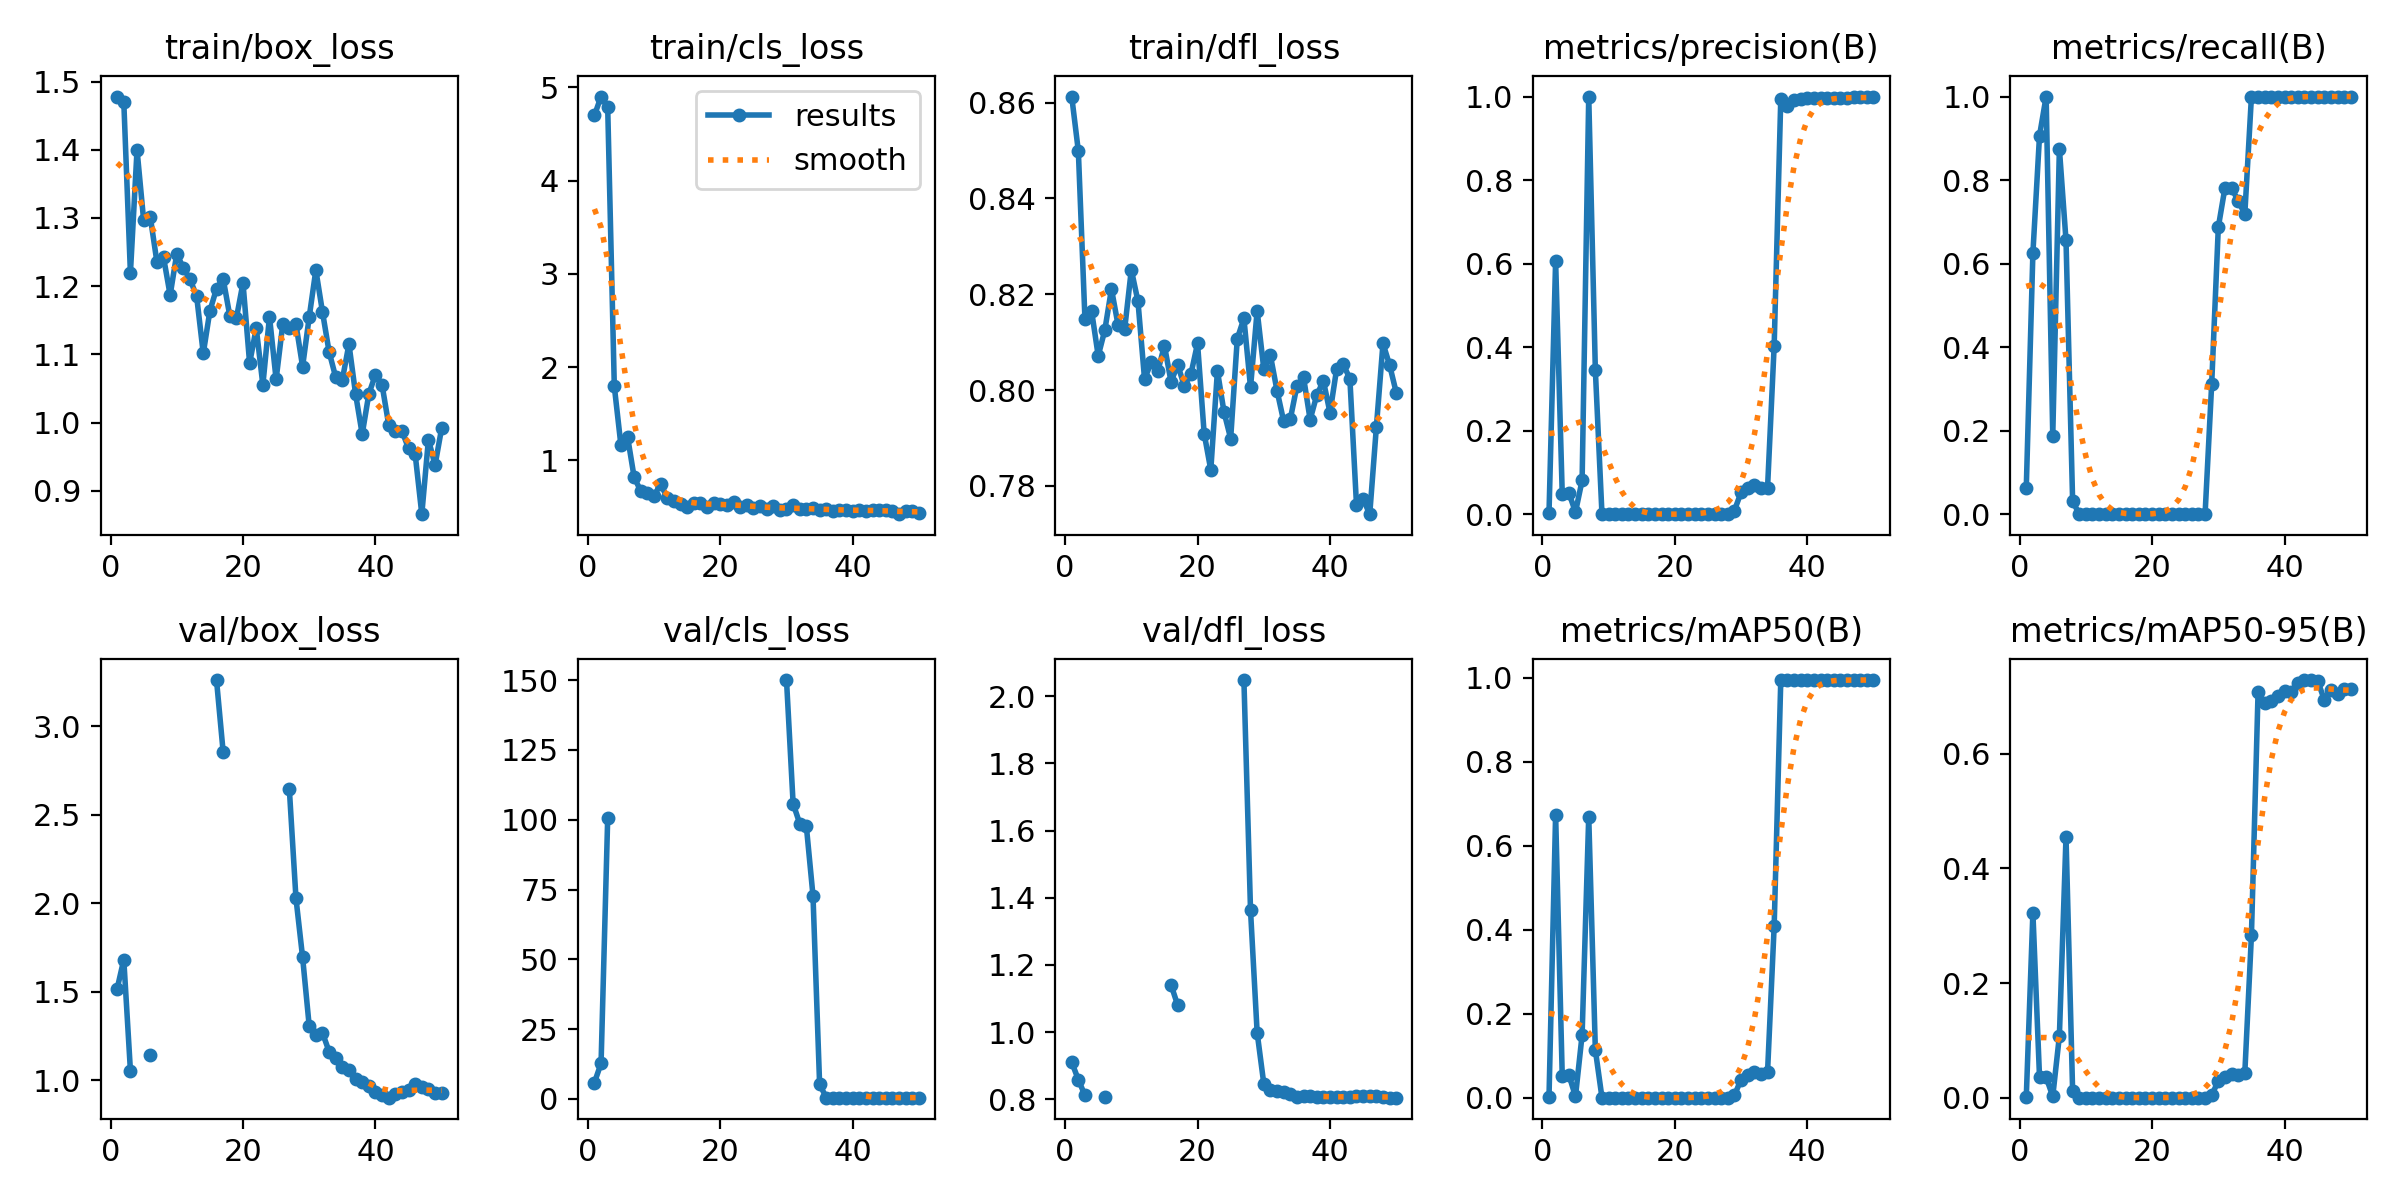 train/box_loss
1.5
1.4
1.3
1.2
1.1
1.0
0.9
0 20 40
train/cls_loss
results
smooth
5
4
3
2
1
0 20 40
train/dfl_loss
0.86
0.84
0.82
0.80
0.78
0 20 40
metrics/precision(B)
1.0
0.8
0.6
0.4
0.2
0.0
0 20 40
metrics/recall(B)
1.0
0.8
0.6
0.4
0.2
0.0
0 20 40
val/box_loss
3.0
2.5
2.0
1.5
1.0
0 20 40
val/cls_loss
150
125
100
75
50
25
0
0 20 40
val/dfl_loss
2.0
1.8
1.6
1.4
1.2
1.0
0.8
0 20 40
metrics/mAP50(B)
1.0
0.8
0.6
0.4
0.2
0.0
0 20 40
metrics/mAP50-95(B)
0.6
0.4
0.2
0.0
0 20 40